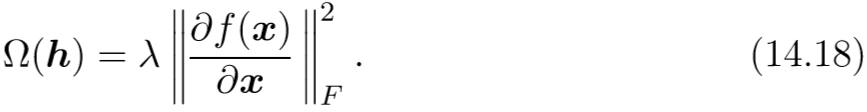 Ω(h) = λ ‖ ∂f(x) / ∂x ‖²_F . (14.18)